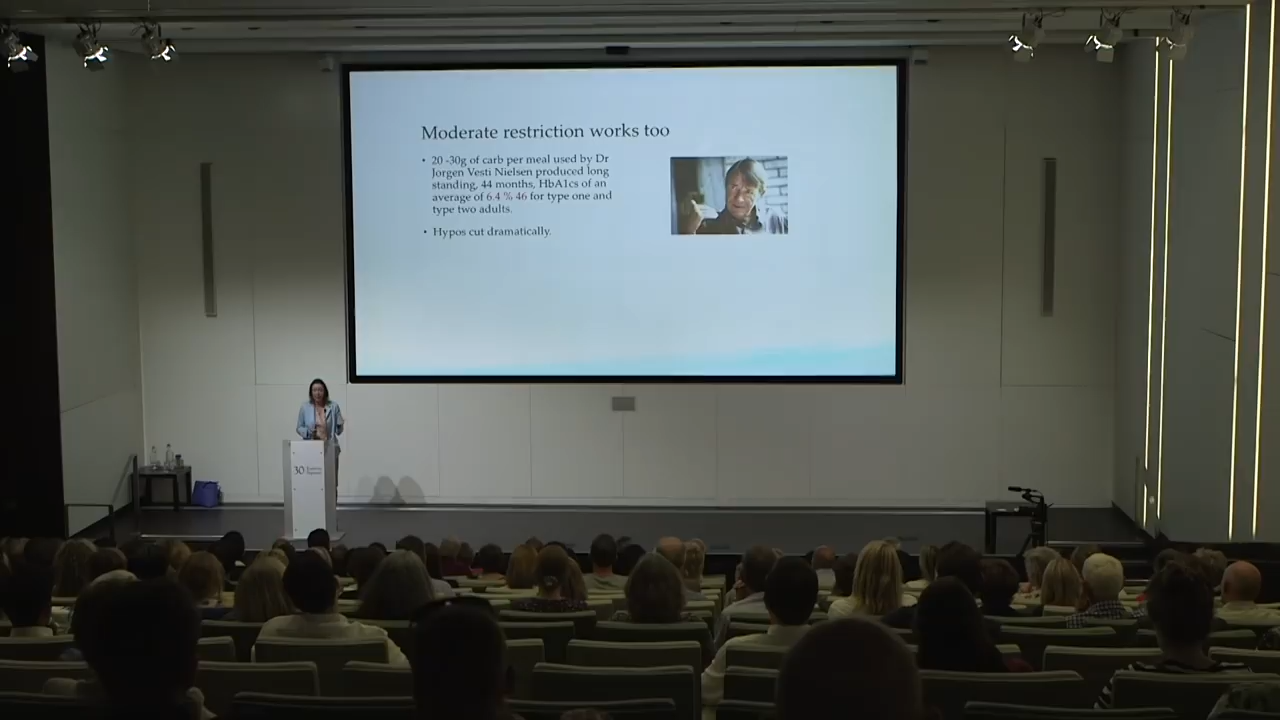 Moderate restriction works too
• 20 -30g of carb per meal used by Dr
Jorgen Vesti Nielsen produced long
standing, 44 months, HbA1cs of an
average of 6.4 % 46 for type one and
type two adults.
• Hypos cut dramatically.
30